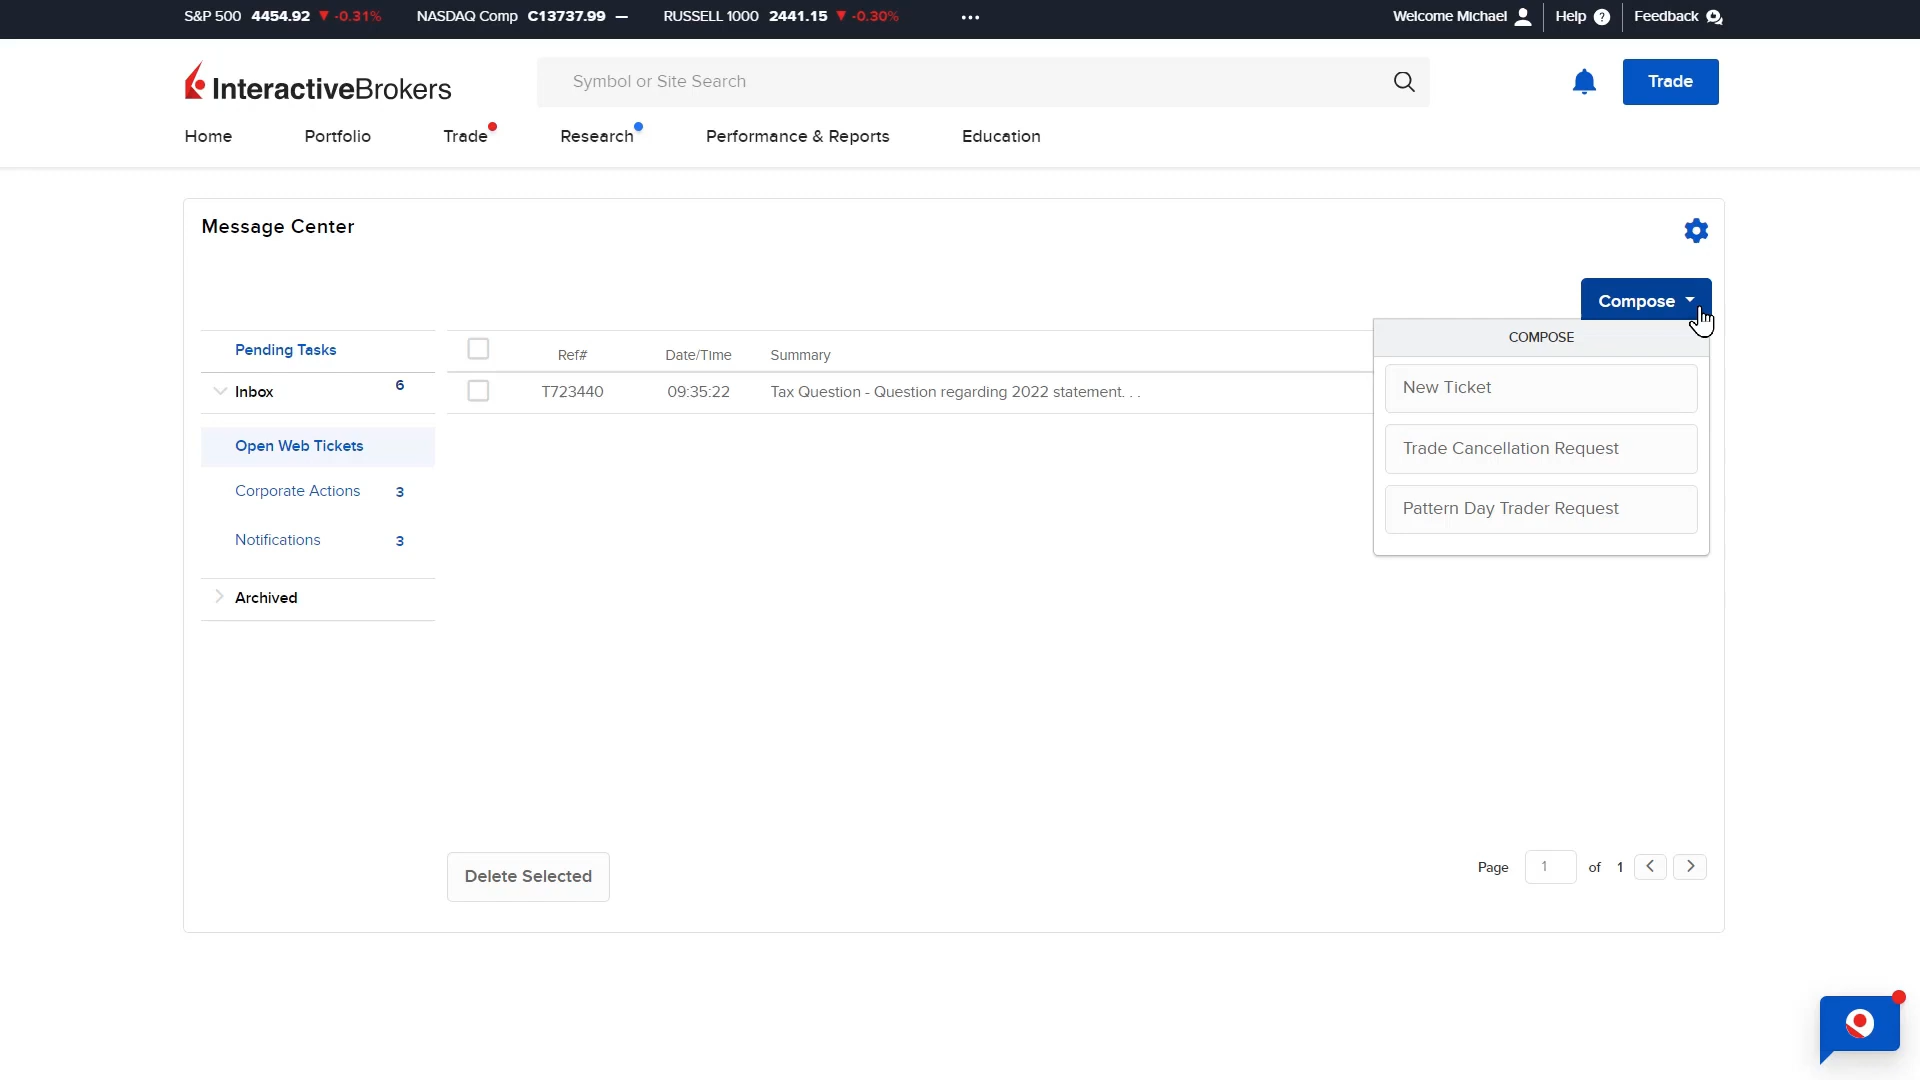 S&P 500 4454.92 ▼ -0.31% NASDAQ Comp C13737.99 — RUSSELL 1000 2441.15 ▼ -0.30% ••• Welcome Michael Help ? Feedback
InteractiveBrokers Symbol or Site Search Trade
Home Portfolio Trade Research Performance & Reports Education
Message Center
Compose
COMPOSE
New Ticket
Trade Cancellation Request
Pattern Day Trader Request
Pending Tasks
Inbox 6
Open Web Tickets
Corporate Actions 3
Notifications 3
Archived
Ref# Date/Time Summary
T723440 09:35:22 Tax Question - Question regarding 2022 statement. . .
Delete Selected
Page 1 of 1 < >